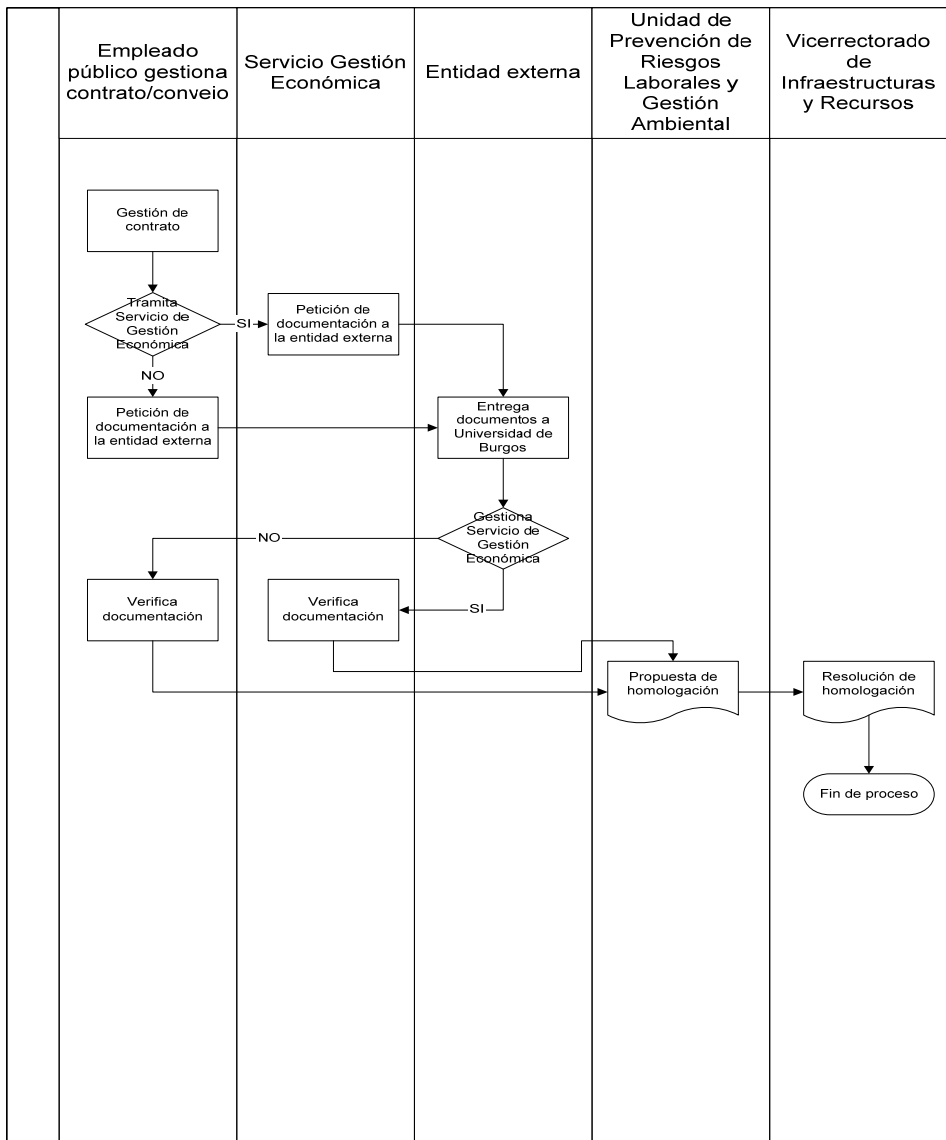 Empleado
público gestiona
contrato/conveio
Servicio Gestión
Económica
Entidad externa
Unidad de
Prevención de
Riesgos
Laborales y
Gestión
Ambiental
Vicerrectorado
de
Infraestructuras
y Recursos
Gestión de
contrato
Tramita
Servicio de
Gestión
Económica
SI
Petición de
documentación a
la entidad externa
NO
Petición de
documentación a
la entidad externa
Entrega
documentos a
Universidad de
Burgos
Gestiona
Servicio de
Gestión
Económica
NO
SI
Verifica
documentación
Verifica
documentación
Propuesta de
homologación
Resolución de
homologación
Fin de proceso